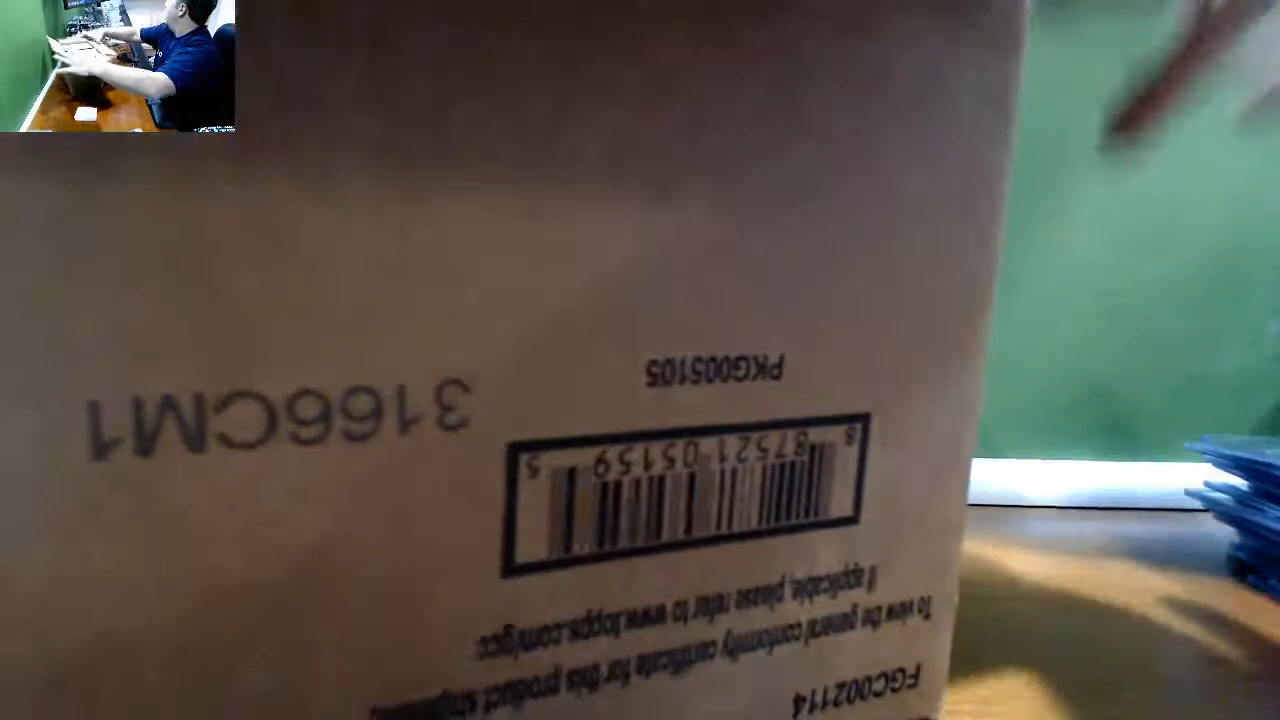 FGC002114
To view the general conformity certificate for this product
if applicable, please refer to www.topps.com/gcc
8 87521 05159 5
PKG005105
3166CM1